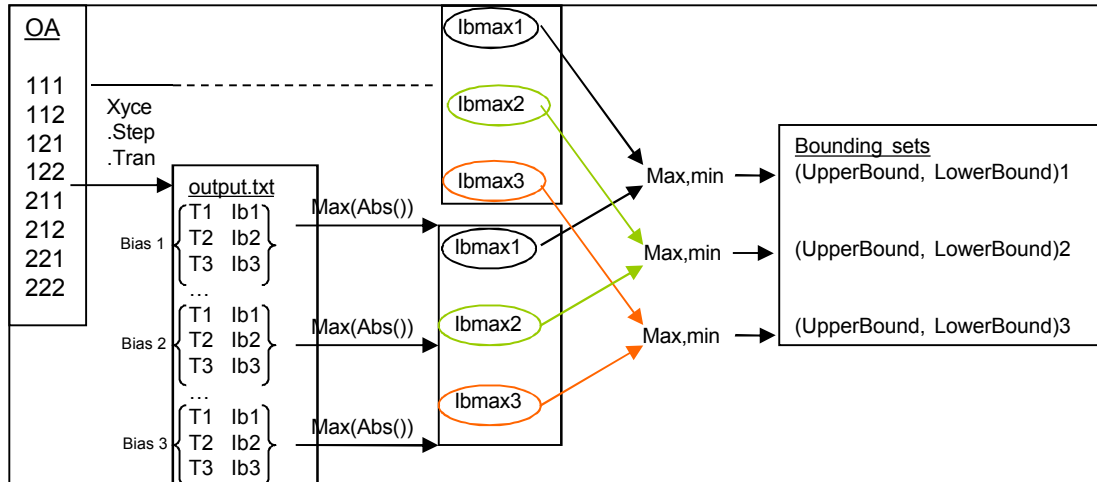 OA
111
112
121
122
211
212
221
222
Xyce
.Step
.Tran
output.txt
Bias 1
T1 Ib1
T2 Ib2
T3 Ib3
...
Bias 2
T1 Ib1
T2 Ib2
T3 Ib3
...
Bias 3
T1 Ib1
T2 Ib2
T3 Ib3
Max(Abs())
Max(Abs())
Max(Abs())
Ibmax1
Ibmax2
Ibmax3
Ibmax1
Ibmax2
Ibmax3
Max,min
Max,min
Max,min
Bounding sets
(UpperBound, LowerBound)1
(UpperBound, LowerBound)2
(UpperBound, LowerBound)3